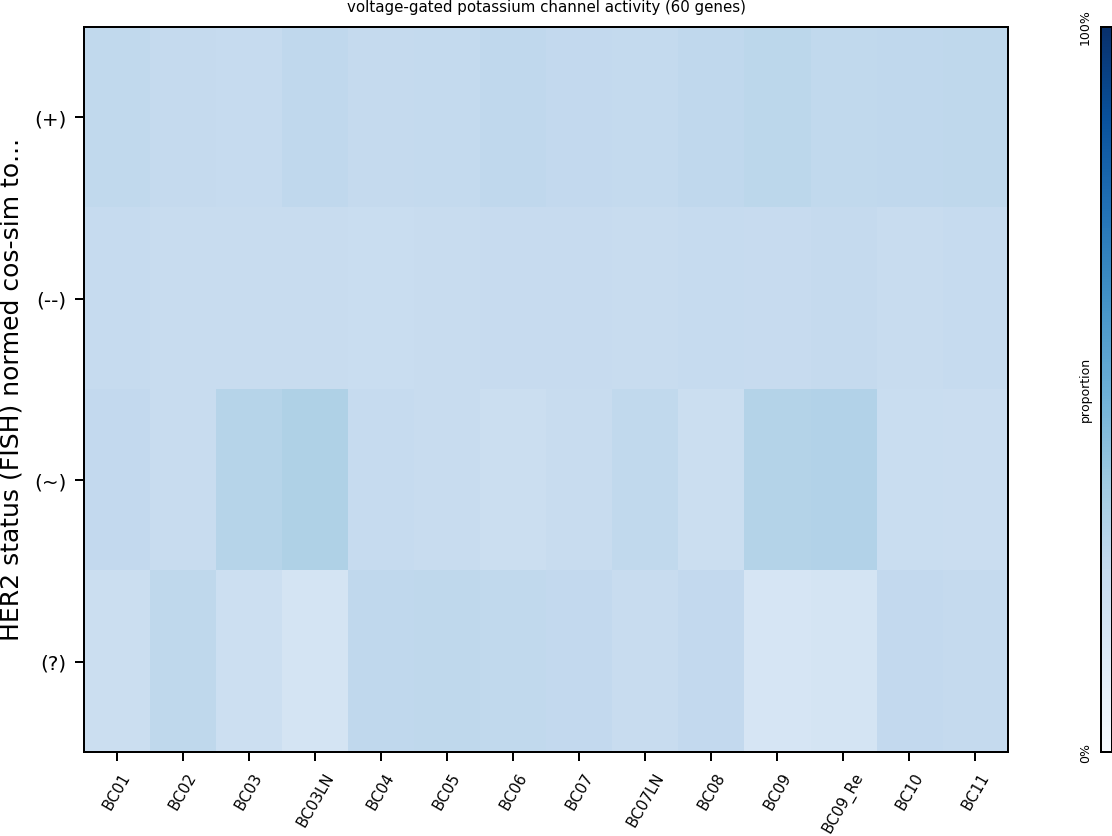 voltage-gated potassium channel activity (60 genes)
HER2 status (FISH) normed cos-sim to...
(+)
(--)
(~)
(?)
BC01
BC02
BC03
BC03LN
BC04
BC05
BC06
BC07
BC07LN
BC08
BC09
BC09_Re
BC10
BC11
100%
proportion
0%